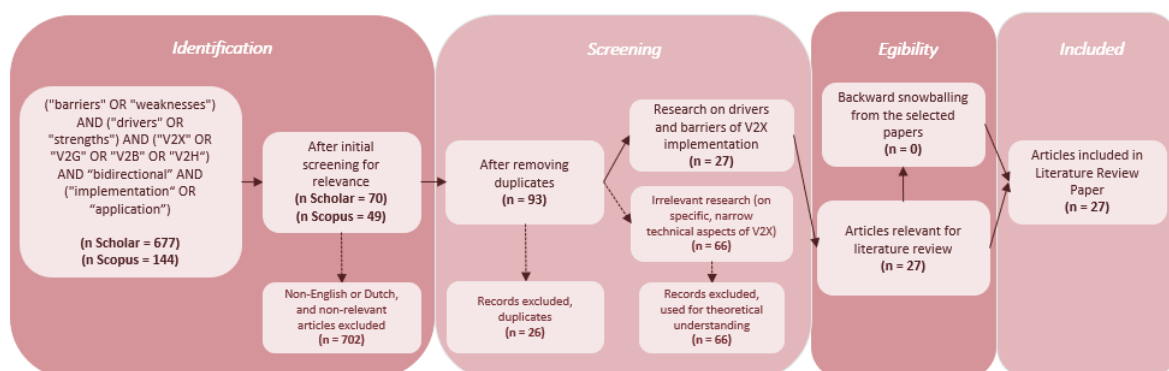 Identification
("barriers" OR "weaknesses")
AND ("drivers" OR
"strengths") AND ("V2X" OR
"V2G" OR "V2B" OR "V2H“)
AND “bidirectional” AND
("implementation“ OR
“application”)
(n Scholar = 677)
(n Scopus = 144)
After initial
screening for
relevance
(n Scholar = 70)
(n Scopus = 49)
Non-English or Dutch,
and non-relevant
articles excluded
(n = 702)
Screening
After removing
duplicates
(n = 93)
Records excluded,
duplicates
(n = 26)
Research on drivers
and barriers of V2X
implementation
(n = 27)
Irrelevant research (on
specific, narrow
technical aspects of V2X)
(n = 66)
Records excluded,
used for theoretical
understanding
(n = 66)
Egibility
Backward snowballing
from the selected
papers
(n = 0)
Articles relevant for
literature review
(n = 27)
Included
Articles included in
Literature Review
Paper
(n = 27)